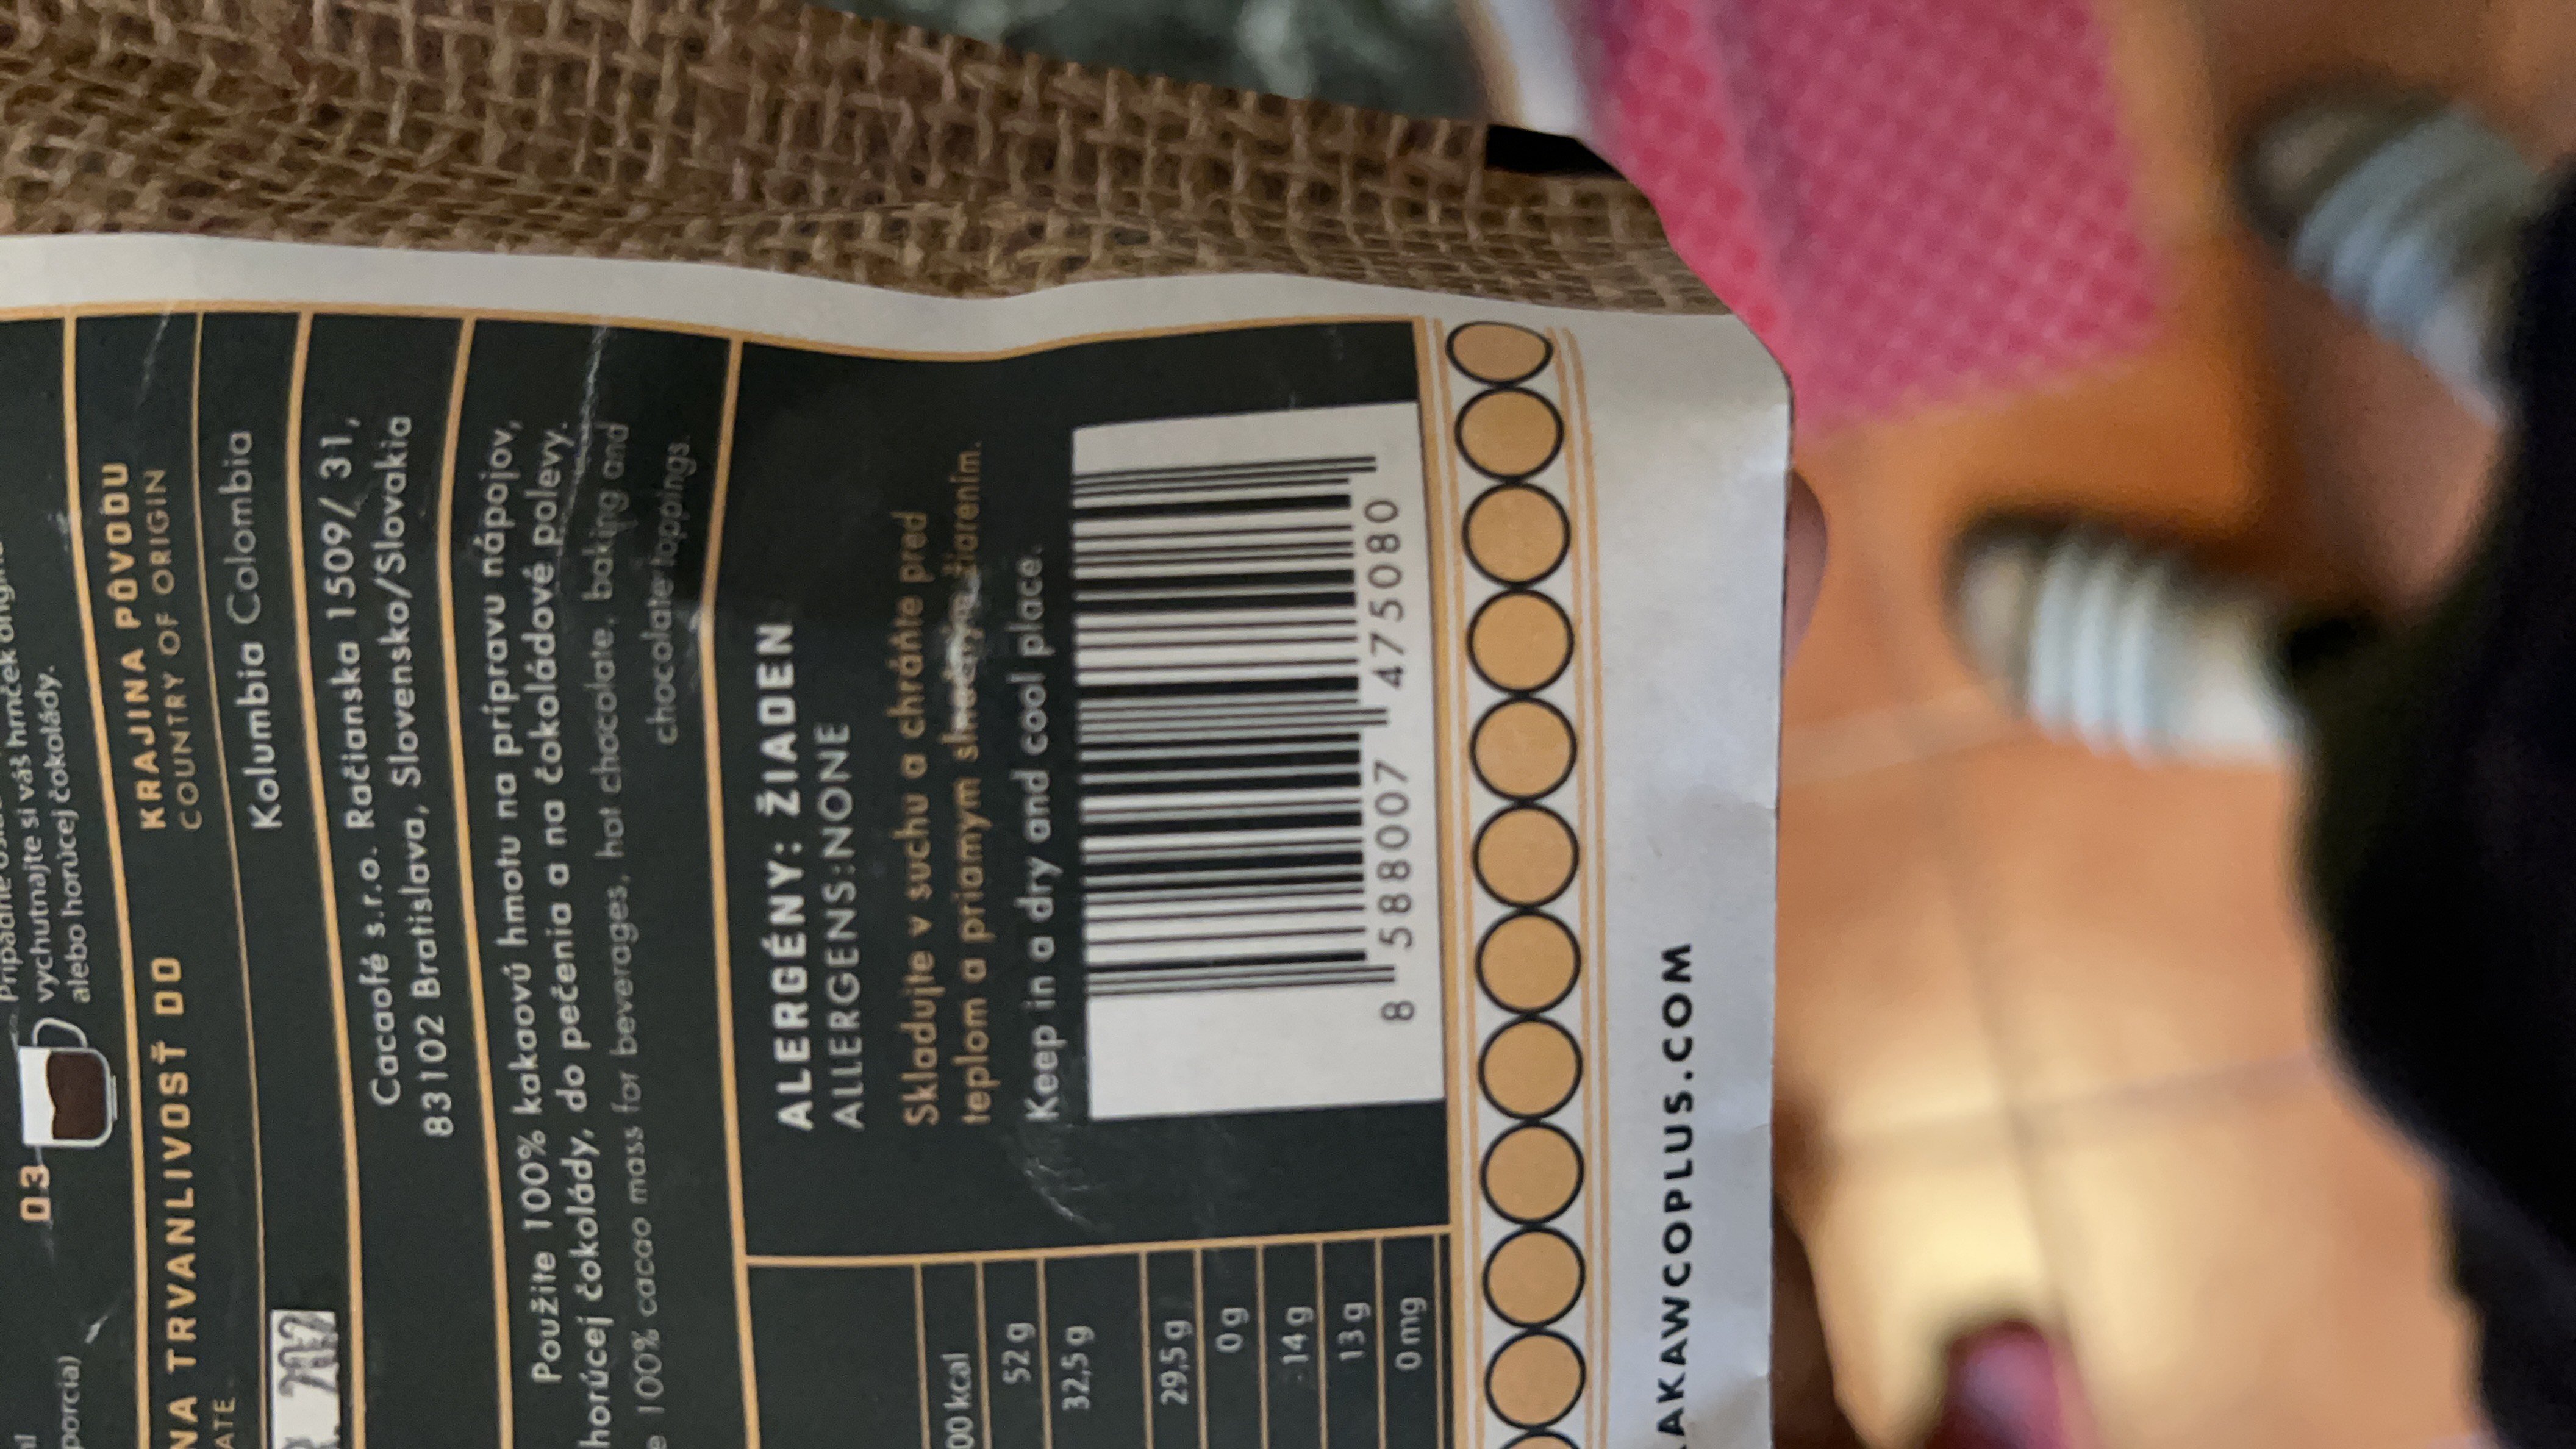 03
vychutnajte si váš hrnček
alebo horúcej čokolády.
porcia)
NA TRVANLIVOSŤ DO
KRAJINA PÔVODU
COUNTRY OF ORIGIN
Kolumbia Colombia
Cacaofé s.r.o. Račianska 1509/ 31,
83102 Bratislava, Slovensko/Slovakia
Použite 100% kakaovú hmotu na prípravu nápojov,
horúcej čokolády, do pečenia a na čokoládové polevy.
100% cacao mass for beverages, hot chocolate, baking and
chocolate toppings.
ALERGÉNY: ŽIADEN
ALLERGENS:NONE
Skladujte v suchu a chráňte pred
teplom a priamym slnečným žiarením.
Keep in a dry and cool place.
8 588007 475080
00 kcal
52 g
32,5 g
29,5 g
0 g
14 g
13 g
0 mg
AKAWCOPLUS.COM